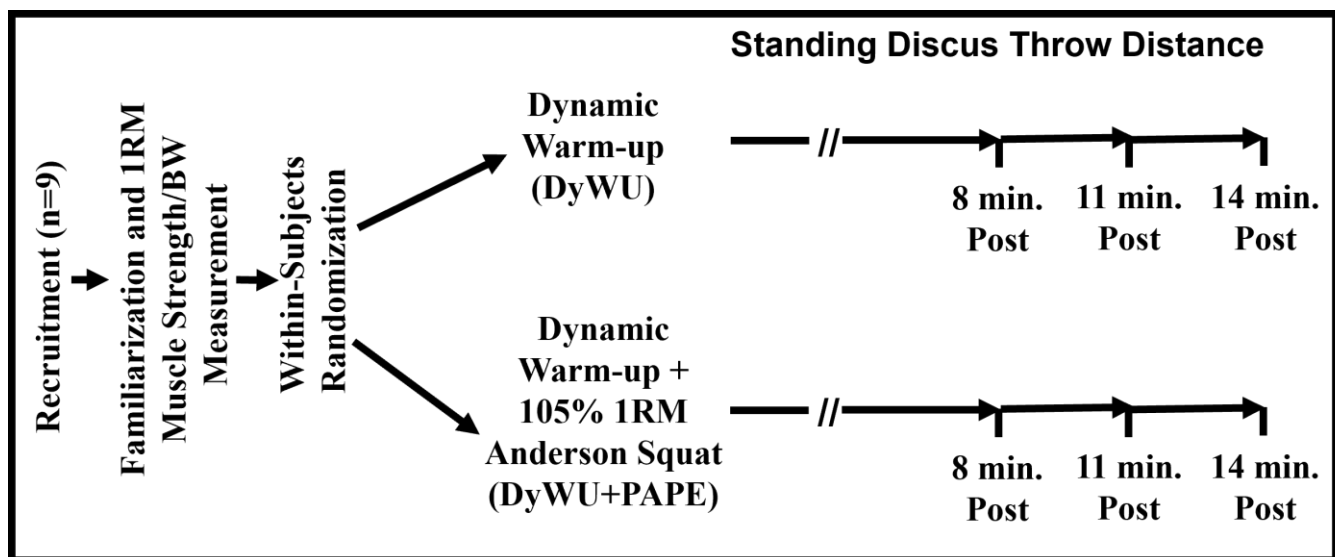 Standing Discus Throw Distance
Recruitment (n=9)
Familiarization and 1RM
Muscle Strength/BW
Measurement
Within-Subjects
Randomization
Dynamic
Warm-up
(DyWU)
//
8 min.
Post
11 min.
Post
14 min.
Post
Dynamic
Warm-up +
105% 1RM
Anderson Squat
(DyWU+PAPE)
//
8 min.
Post
11 min.
Post
14 min.
Post